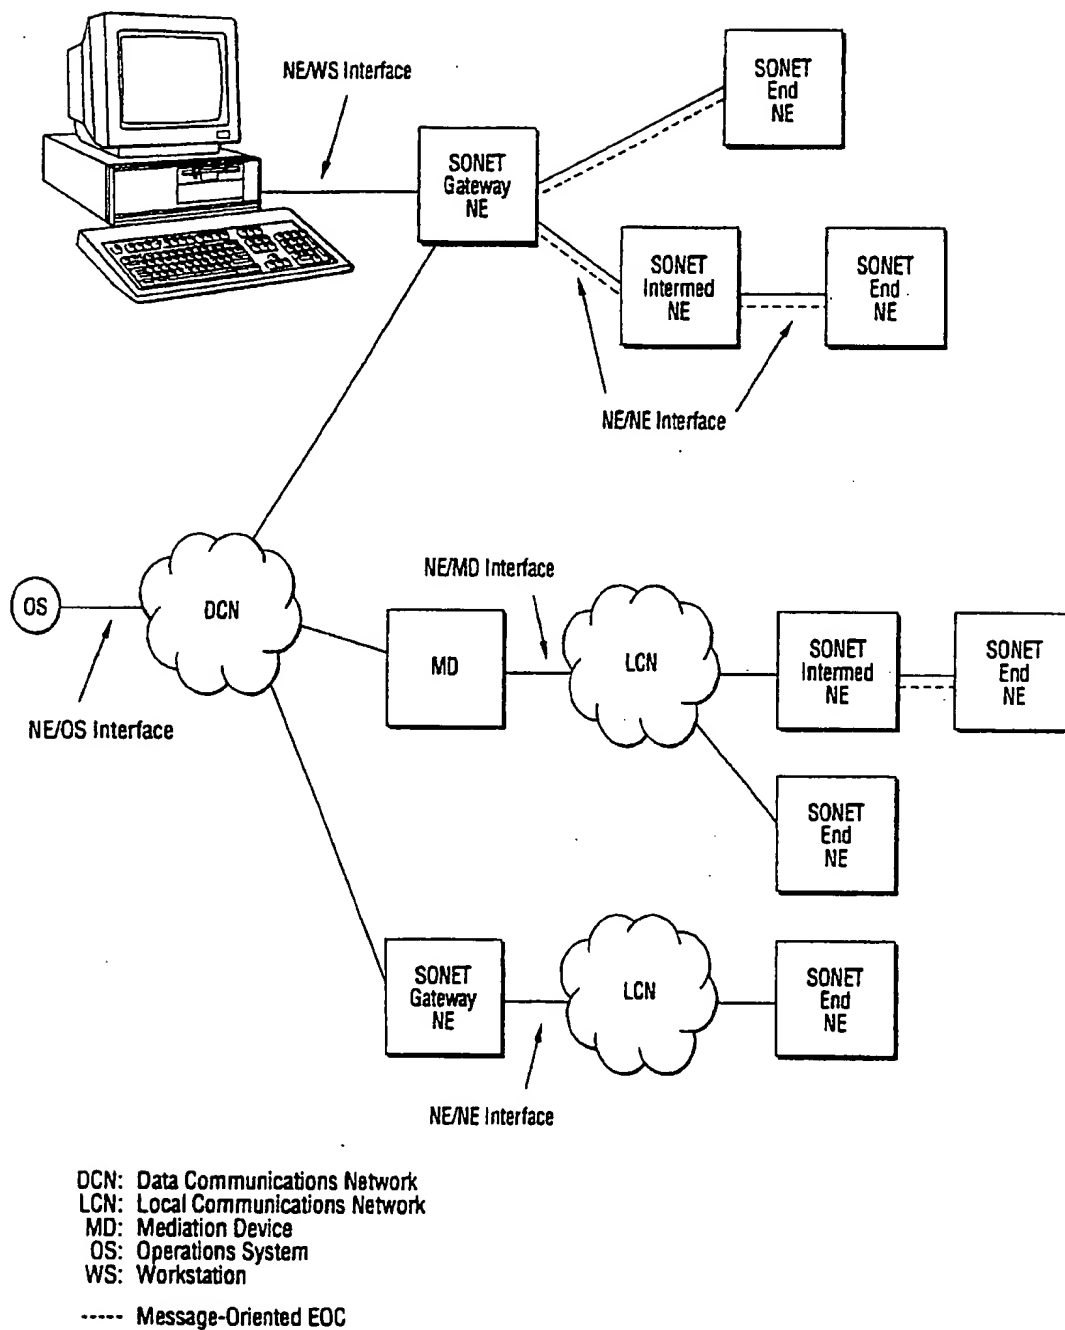 NE/WS Interface
SONET
End
NE
SONET
Gateway
NE
SONET
Intermed
NE
SONET
End
NE
NE/NE Interface
OS
DCN
NE/MD Interface
NE/OS Interface
MD
LCN
SONET
Intermed
NE
SONET
End
NE
SONET
End
NE
SONET
Gateway
NE
LCN
SONET
End
NE
NE/NE Interface
DCN: Data Communications Network
LCN: Local Communications Network
MD: Mediation Device
OS: Operations System
WS: Workstation
----- Message-Oriented EOC